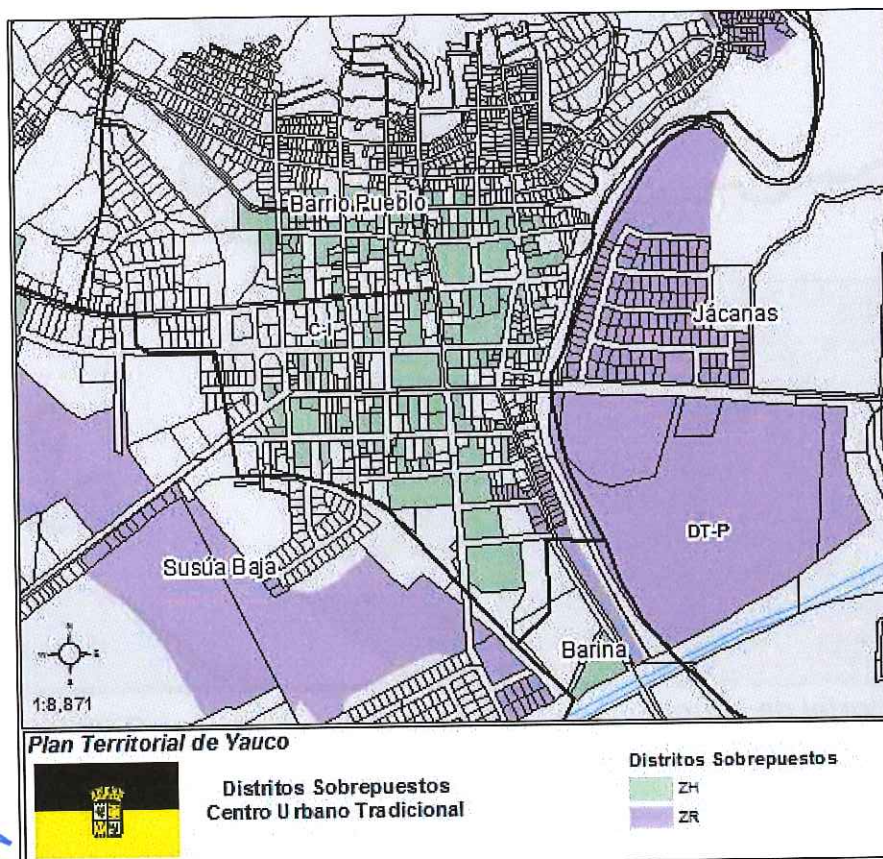 Barrio Pueblo
Jácanas
C-I
DT-P
Susúa Baja
Barina
1:8,871
Plan Territorial de Yauco
Distritos Sobrepuestos
Centro Urbano Tradicional
Distritos Sobrepuestos
ZH
ZR